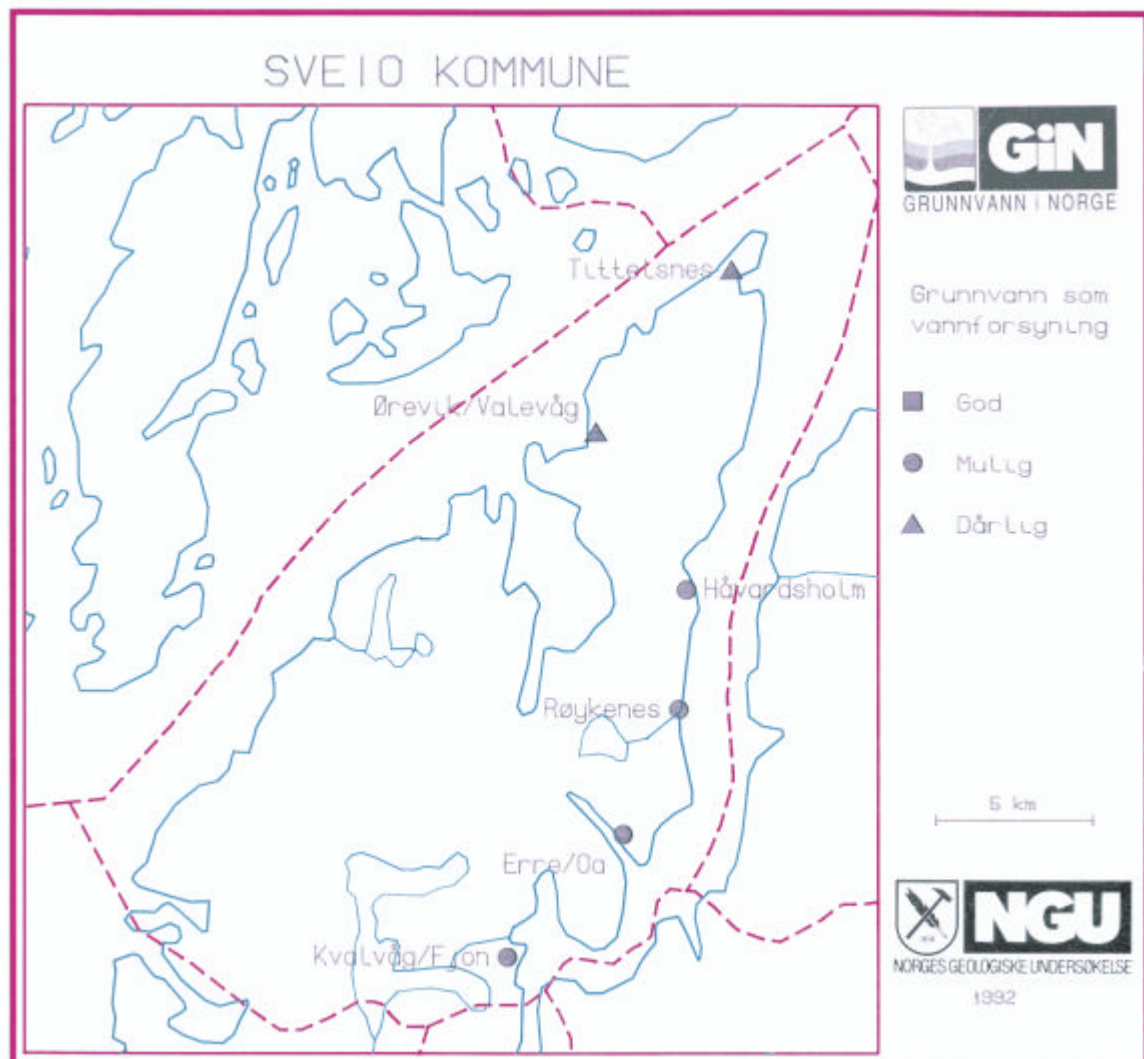 SVEIO KOMMUNE
GiN
GRUNNVANN I NORGE
Tittelsnes
Grunnvann som
vannforsyning
Ørevik/Valevåg
God
Mulig
Dårlig
Håvardsholm
Røykenes
5 km
Erre/Oa
Kvalvåg/Fjon
NGU
NORGES GEOLOGISKE UNDERSØKELSE
1992